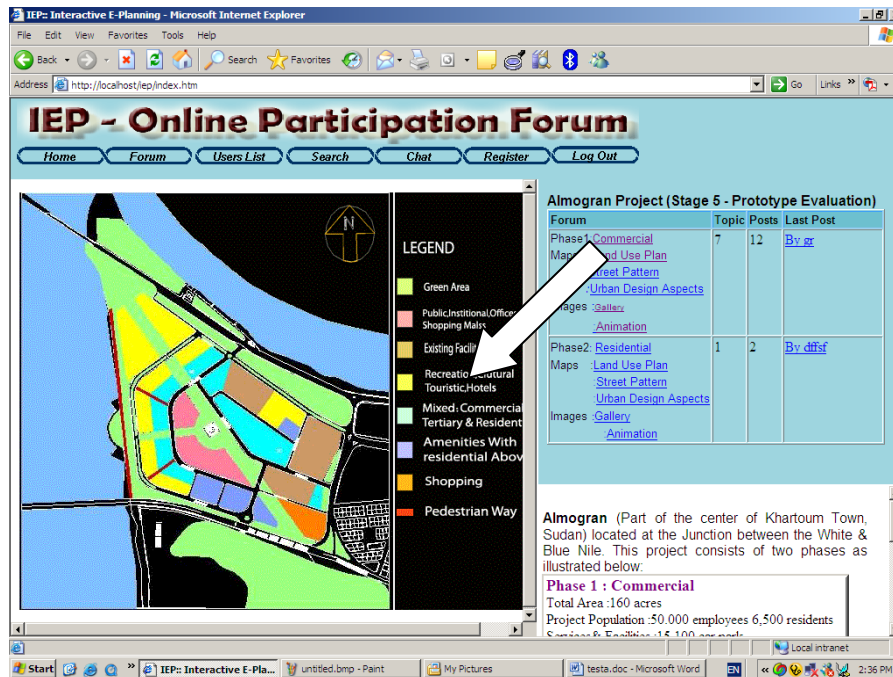 IEP:: Interactive E-Planning - Microsoft Internet Explorer
File Edit View Favorites Tools Help
Back Search Favorites
Address http://localhost/iep/index.htm Go Links »
IEP - Online Participation Forum
Home Forum Users List Search Chat Register Log Out
N
LEGEND
Green Area
Public,Institional,Offices
Shopping Malss
Existing Facili
Recreation
Touristic,Hotels
Mixed:Commercial
Tertiary & Resident
Amenities With
residential Abov
Shopping
Pedestrian Way
Almogran Project (Stage 5 - Prototype Evaluation)
Forum Topic Posts Last Post
Phase1:Commercial 7 12 By gr
Land Use Plan
Street Pattern
:Urban Design Aspects
Images :Gallery
:Animation
Phase2: Residential 1 2 By dffsf
Maps :Land Use Plan
:Street Pattern
:Urban Design Aspects
Images :Gallery
:Animation
Almogran (Part of the center of Khartoum Town,
Sudan) located at the Junction between the White &
Blue Nile. This project consists of two phases as
illustrated below:
Phase 1 : Commercial
Total Area :160 acres
Project Population :50.000 employees 6,500 residents
Services & Facilities :15,100 car park
Local intranet
Start » IEP:: Interactive E-Pla... untitled.bmp - Paint My Pictures testa.doc - Microsoft Word EN « 2:36 PM